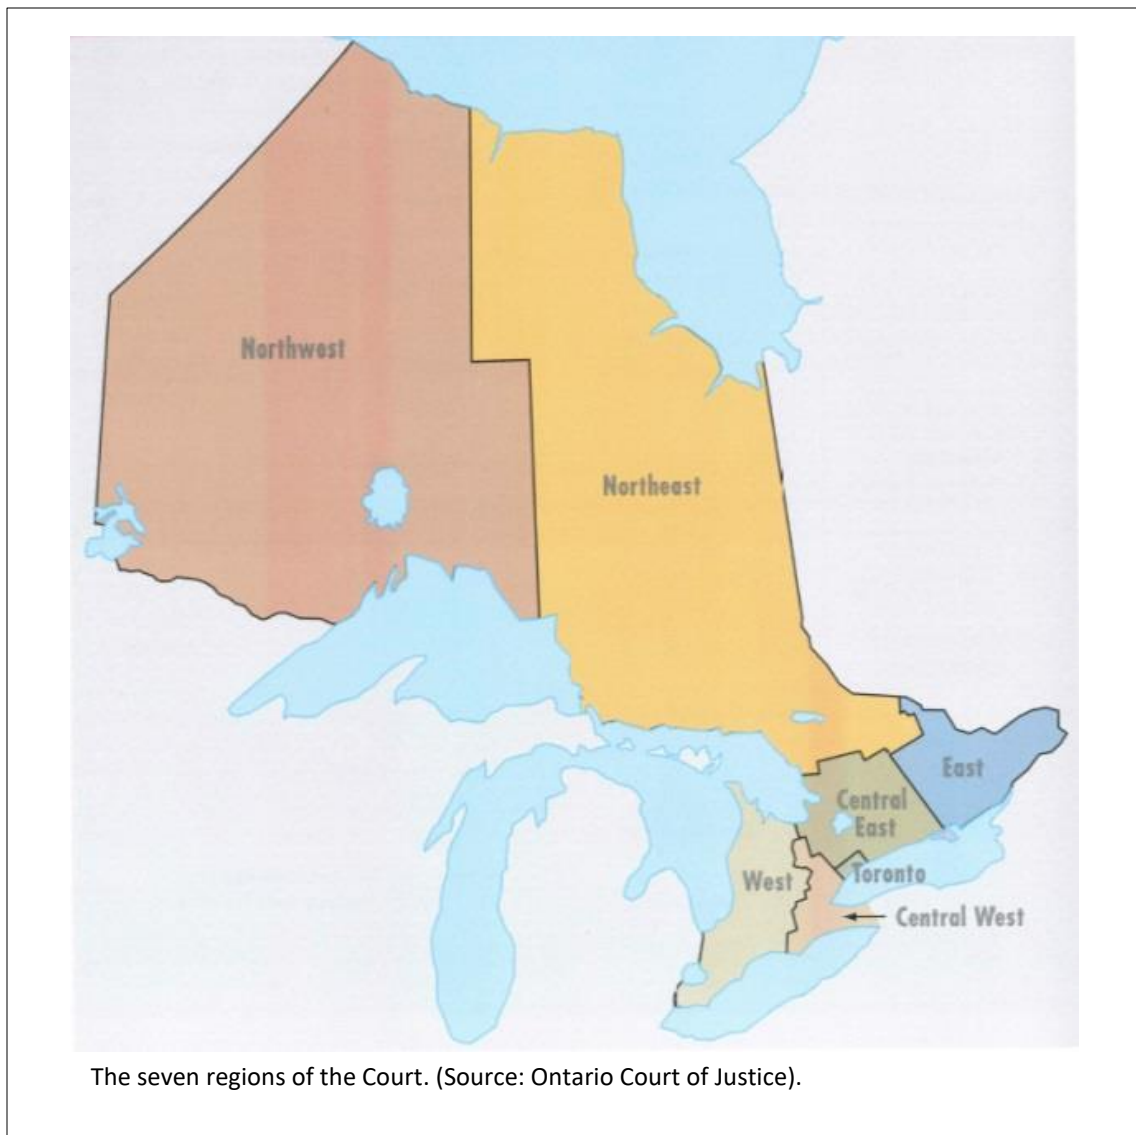 Northwest
Northeast
East
Central
East
West
Toronto
Central West
The seven regions of the Court. (Source: Ontario Court of Justice).